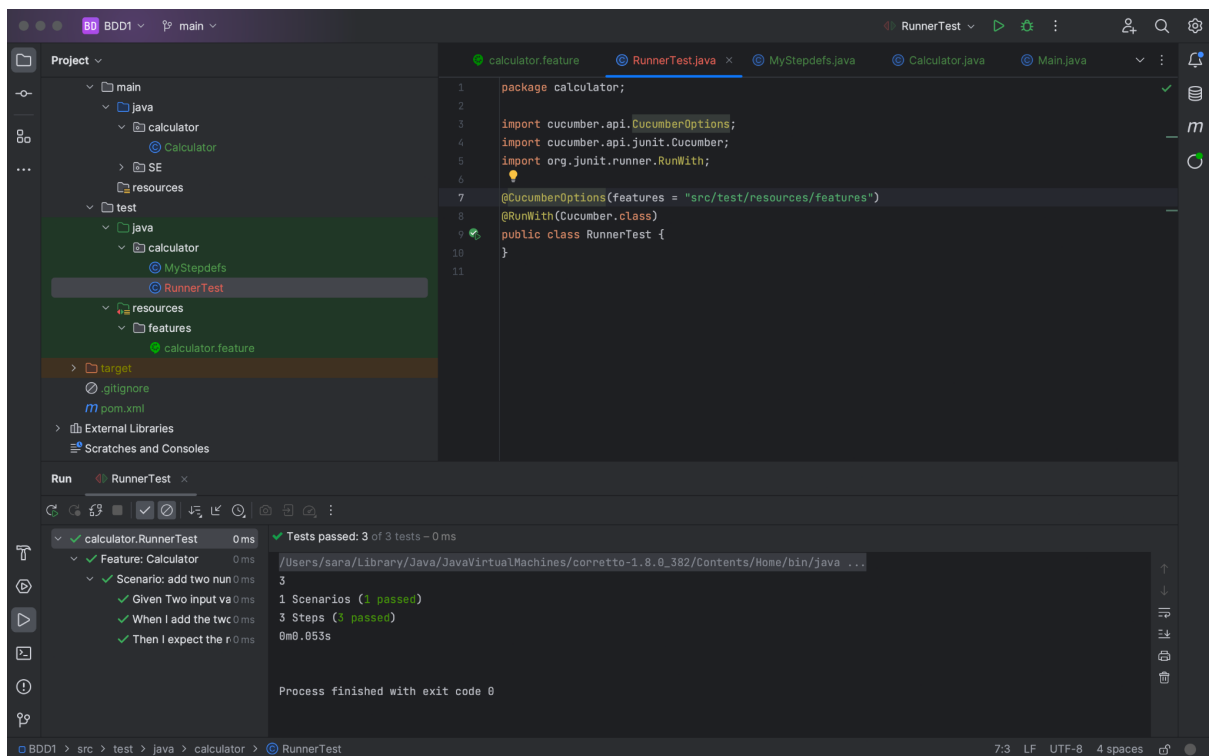 BD BDD1 main RunnerTest
Project
calculator.feature RunnerTest.java MyStepdefs.java Calculator.java Main.java
main
java
calculator
Calculator
SE
resources
test
java
calculator
MyStepdefs
RunnerTest
resources
features
calculator.feature
target
.gitignore
m pom.xml
External Libraries
Scratches and Consoles
1 package calculator;
2
3 import cucumber.api.CucumberOptions;
4 import cucumber.api.junit.Cucumber;
5 import org.junit.runner.RunWith;
6
7 @CucumberOptions(features = "src/test/resources/features")
8 @RunWith(Cucumber.class)
9 public class RunnerTest {
10 }
11
m
Run RunnerTest
calculator.RunnerTest 0 ms
Feature: Calculator 0 ms
Scenario: add two nun 0 ms
Given Two input va 0 ms
When I add the twc 0 ms
Then I expect the r 0 ms
Tests passed: 3 of 3 tests – 0 ms
/Users/sara/Library/Java/JavaVirtualMachines/corretto-1.8.0_382/Contents/Home/bin/java ...
3
1 Scenarios (1 passed)
3 Steps (3 passed)
0m0.053s
Process finished with exit code 0
BDD1 > src > test > java > calculator > RunnerTest 7:3 LF UTF-8 4 spaces